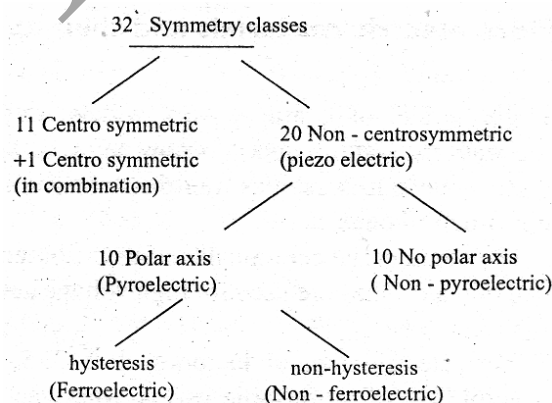 32 Symmetry classes
11 Centro symmetric
+1 Centro symmetric
(in combination)
20 Non - centrosymmetric
(piezo electric)
10 Polar axis
(Pyroelectric)
10 No polar axis
( Non - pyroelectric)
hysteresis
(Ferroelectric)
non-hysteresis
(Non - ferroelectric)